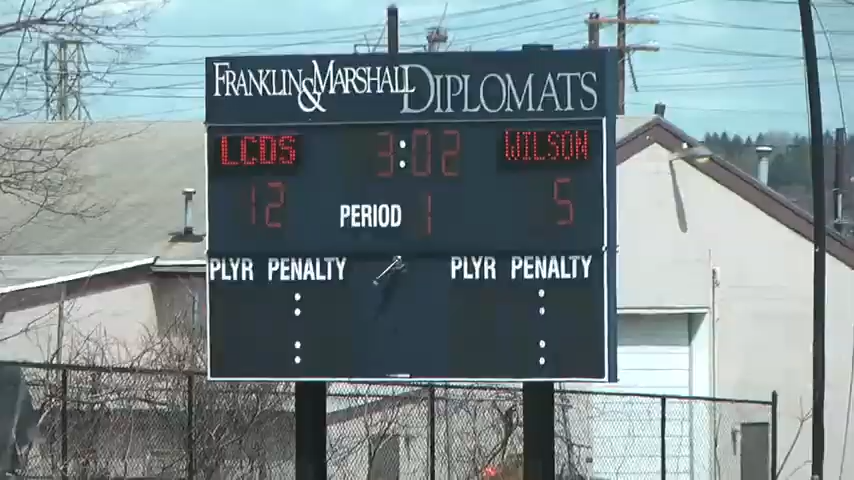 FRANKLIN & MARSHALL DIPLOMATS
LCDS 3:02 WILSON
12 PERIOD 1 5
PLYR PENALTY PLYR PENALTY